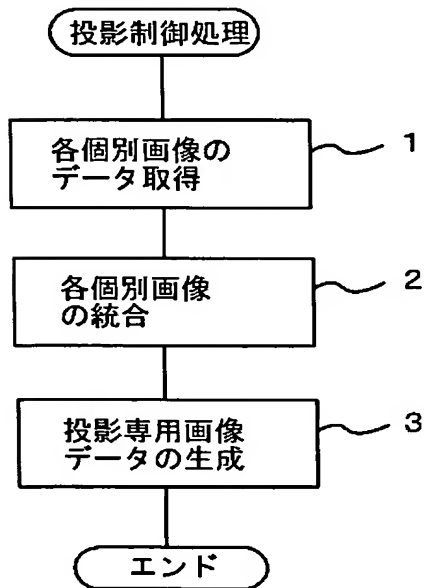 投影制御処理
各個別画像の
データ取得
1
各個別画像
の統合
2
投影専用画像
データの生成
3
エンド